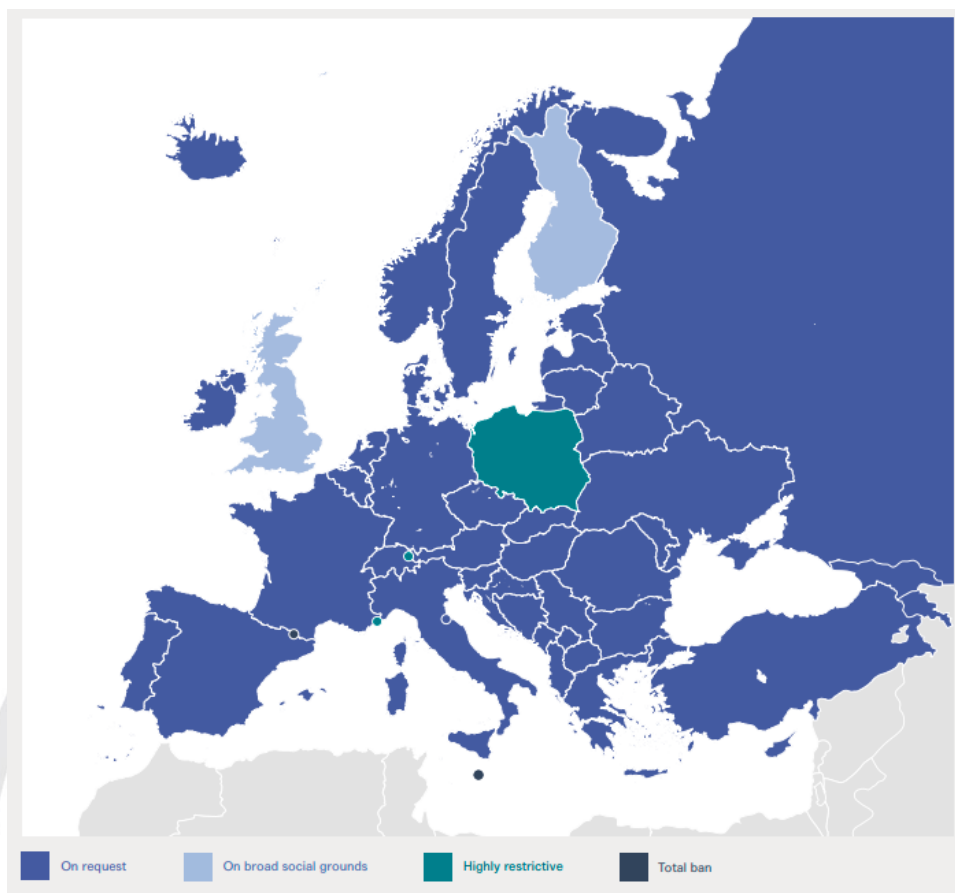 On request
On broad social grounds
Highly restrictive
Total ban